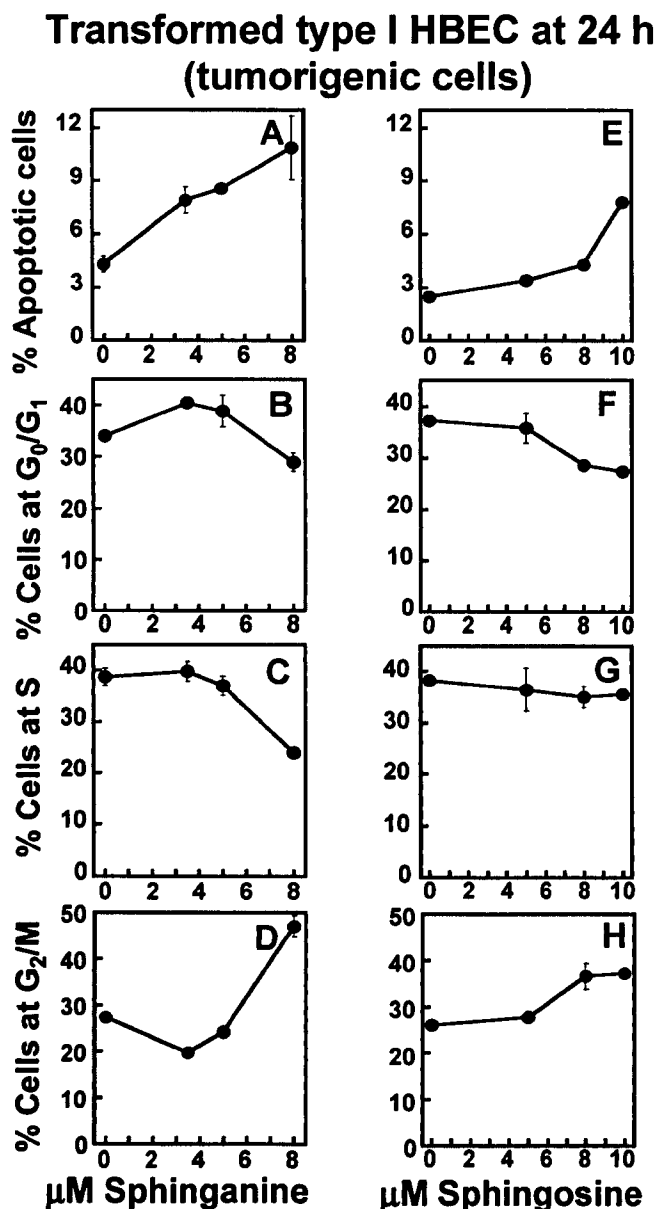 Transformed type I HBEC at 24 h
(tumorigenic cells)
% Apoptotic cells
12
9
6
3
0
A
0 2 4 6 8
12
9
6
3
0
E
0 2 4 6 8 10
% Cells at G0/G1
40
30
20
10
0
B
0 2 4 6 8
40
30
20
10
0
F
0 2 4 6 8 10
% Cells at S
40
30
20
10
0
C
0 2 4 6 8
40
30
20
10
0
G
0 2 4 6 8 10
% Cells at G2/M
50
40
30
20
10
0
D
0 2 4 6 8
50
40
30
20
10
0
H
0 2 4 6 8 10
µM Sphinganine
µM Sphingosine